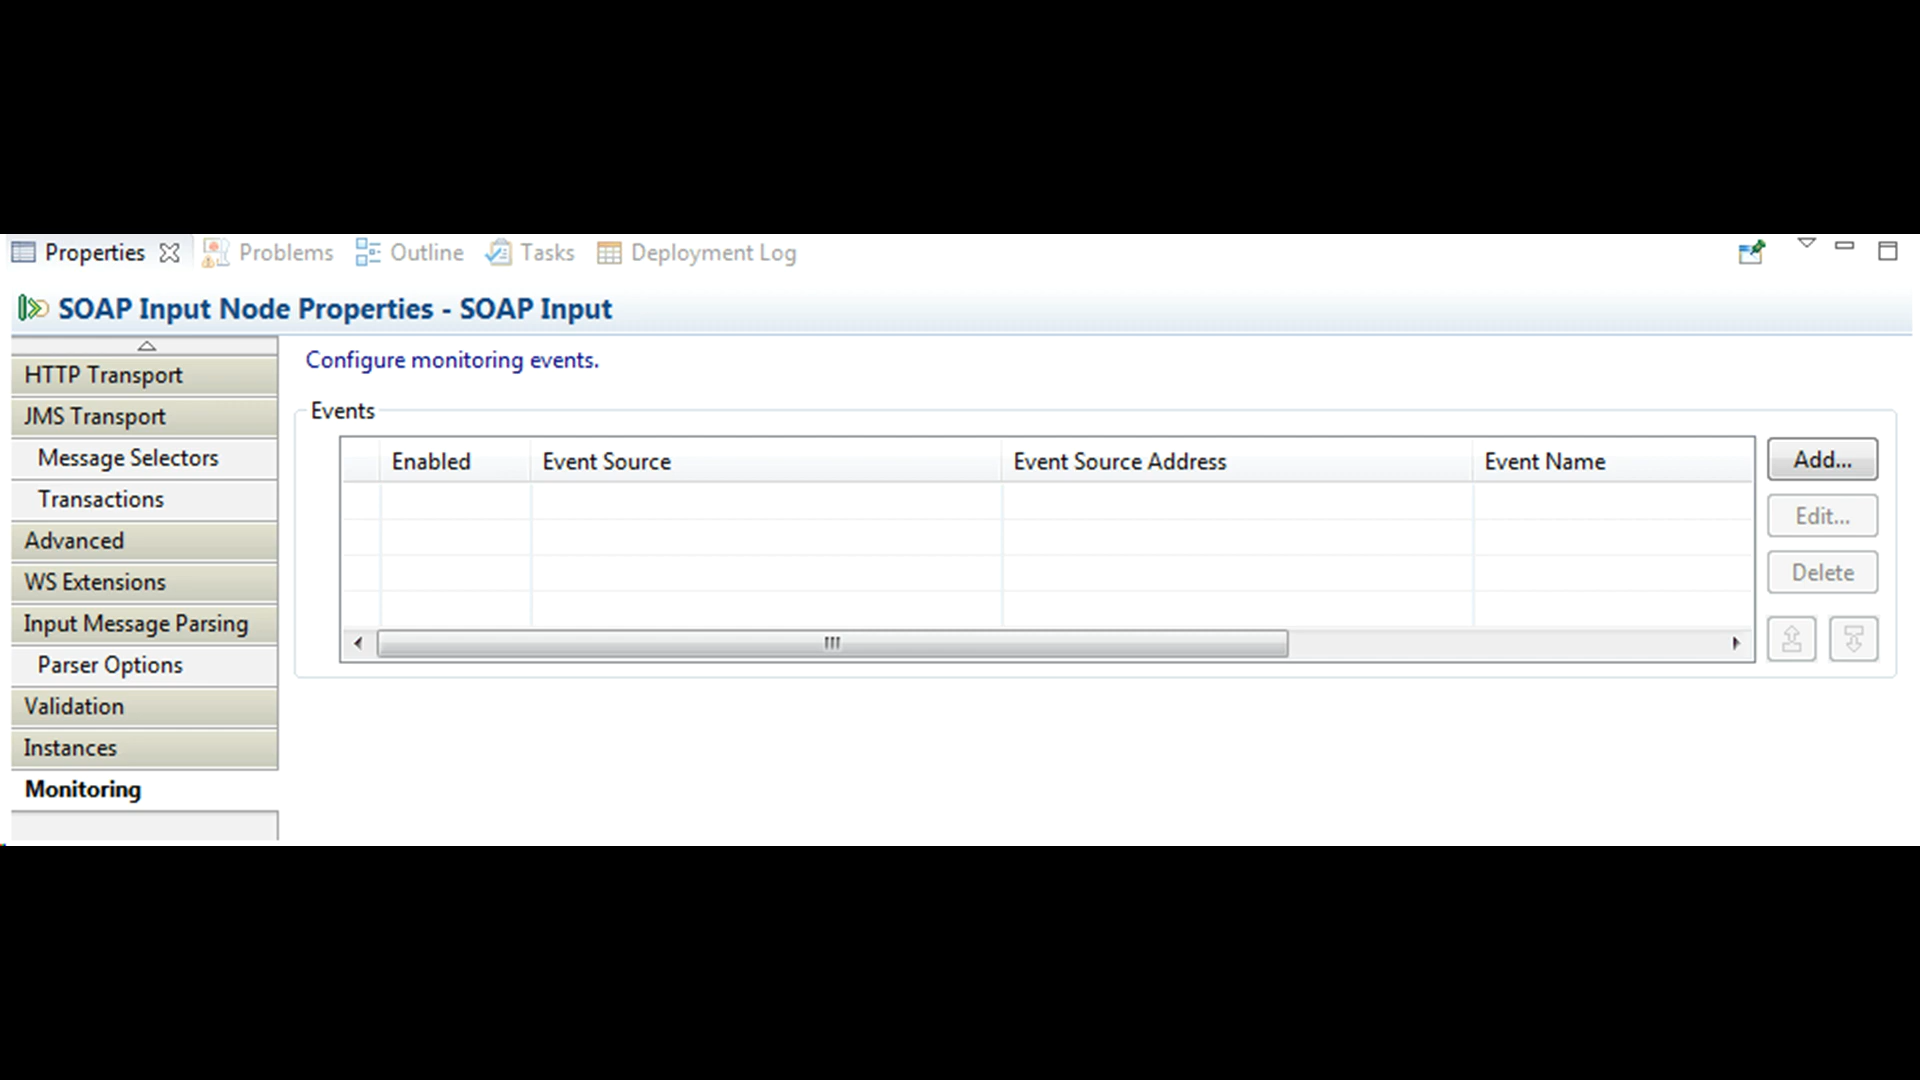 Properties Problems Outline Tasks Deployment Log
SOAP Input Node Properties - SOAP Input
HTTP Transport
JMS Transport
Message Selectors
Transactions
Advanced
WS Extensions
Input Message Parsing
Parser Options
Validation
Instances
Monitoring
Configure monitoring events.
Events
Enabled Event Source Event Source Address Event Name
Add...
Edit...
Delete